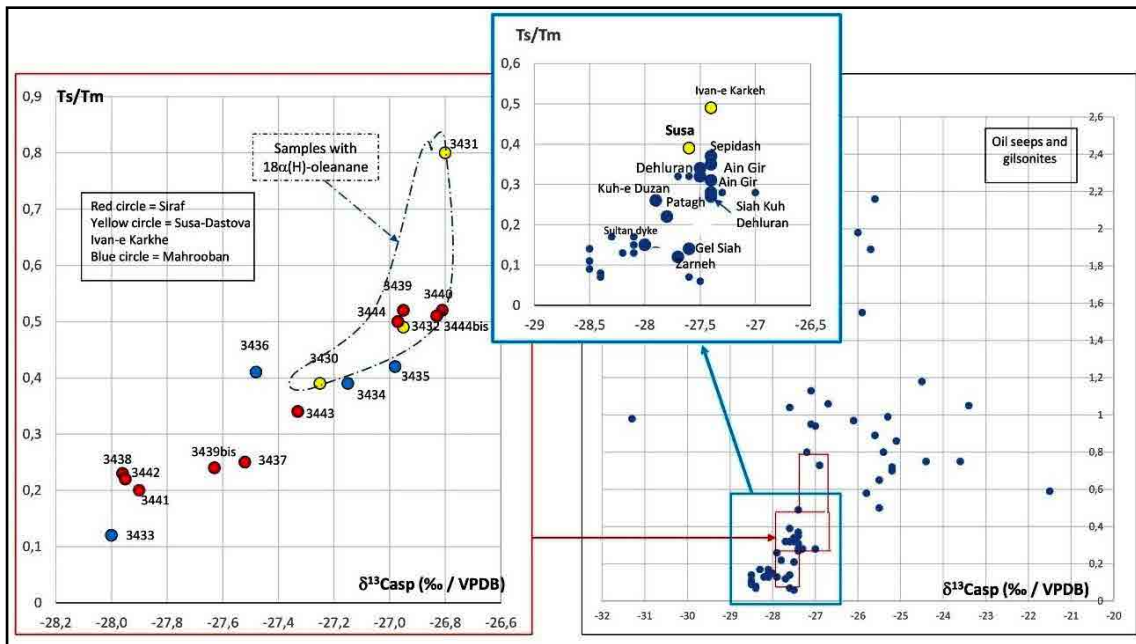 Ts/Tm
0,9
0,8
0,7
0,6
0,5
0,4
0,3
0,2
0,1
0
-28,2
-28,0
-27,8
-27,6
-27,4
-27,2
-27,0
-26,8
-26,6
δ¹³Casp (‰ / VPDB)
Samples with
18α(H)-oleanane
Red circle = Siraf
Yellow circle = Susa-Dastova
Ivan-e Karkhe
Blue circle = Mahrooban
3431
3439
3440
3444
3432
3444bis
3436
3430
3435
3434
3443
3439bis
3437
3438
3442
3441
3433
Ts/Tm
0,6
0,5
0,4
0,3
0,2
0,1
0
-29
-28,5
-28
-27,5
-27
-26,5
Ivan-e Karkeh
Susa
Sepidash
Dehluran
Ain Gir
Ain Gir
Kuh-e Duzan
Patagh
Siah Kuh
Dehluran
Sultan dyke
Gel Siah
Zarneh
Oil seeps and
gilsonites
2,6
2,4
2,2
2
1,8
1,6
1,4
1,2
1
0,8
0,6
0,4
0,2
0
δ¹³Casp (‰ / VPDB)
-32
-31
-30
-29
-28
-27
-26
-25
-24
-23
-22
-21
-20